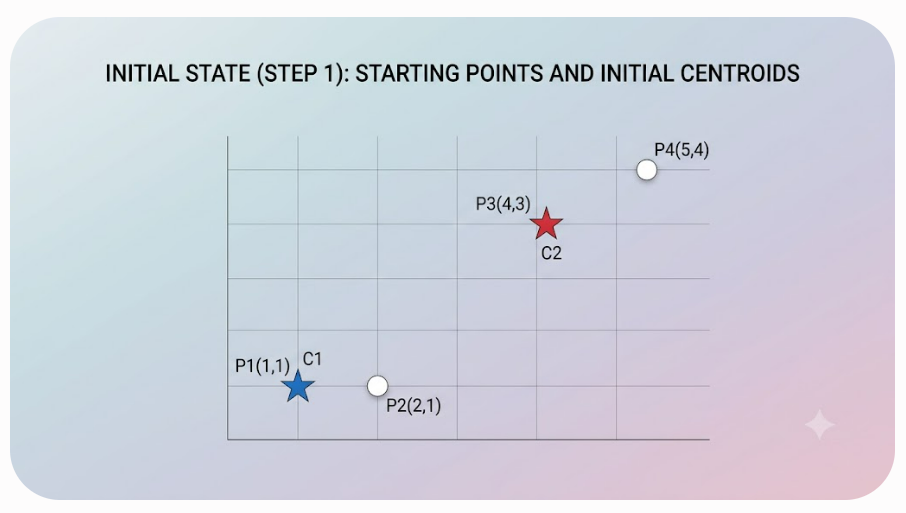 INITIAL STATE (STEP 1): STARTING POINTS AND INITIAL CENTROIDS
P4(5,4)
P3(4,3)
C2
P1(1,1)
C1
P2(2,1)